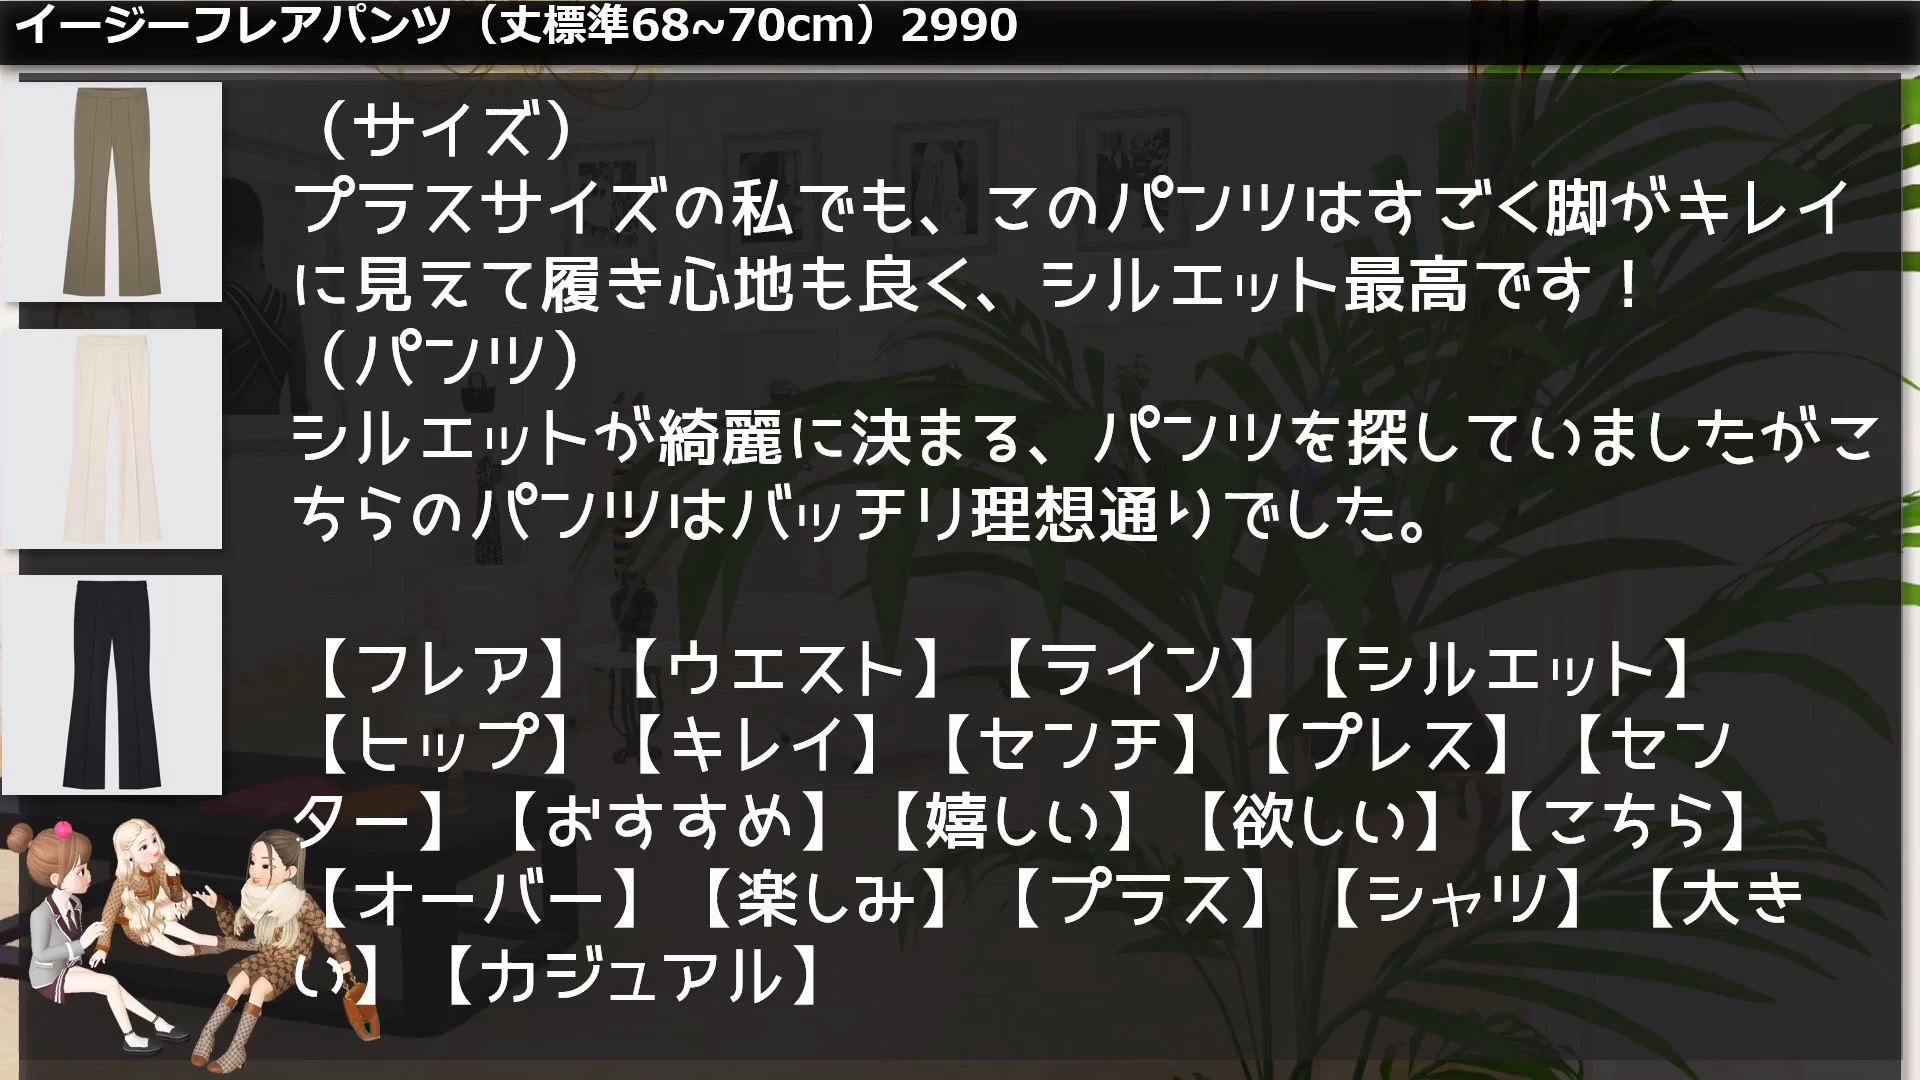 イージーフレアパンツ（丈標準68~70cm）2990
（サイズ）
プラスサイズの私でも、このパンツはすごく脚がキレイ
に見えて履き心地も良く、シルエット最高です！
（パンツ）
シルエットが綺麗に決まる、パンツを探していましたがこ
ちらのパンツはバッチリ理想通りでした。
【フレア】【ウエスト】【ライン】【シルエット】
【ヒップ】【キレイ】【センチ】【プレス】【セン
ター】【おすすめ】【嬉しい】【欲しい】【こちら】
【オーバー】【楽しみ】【プラス】【シャツ】【大き
い】【カジュアル】